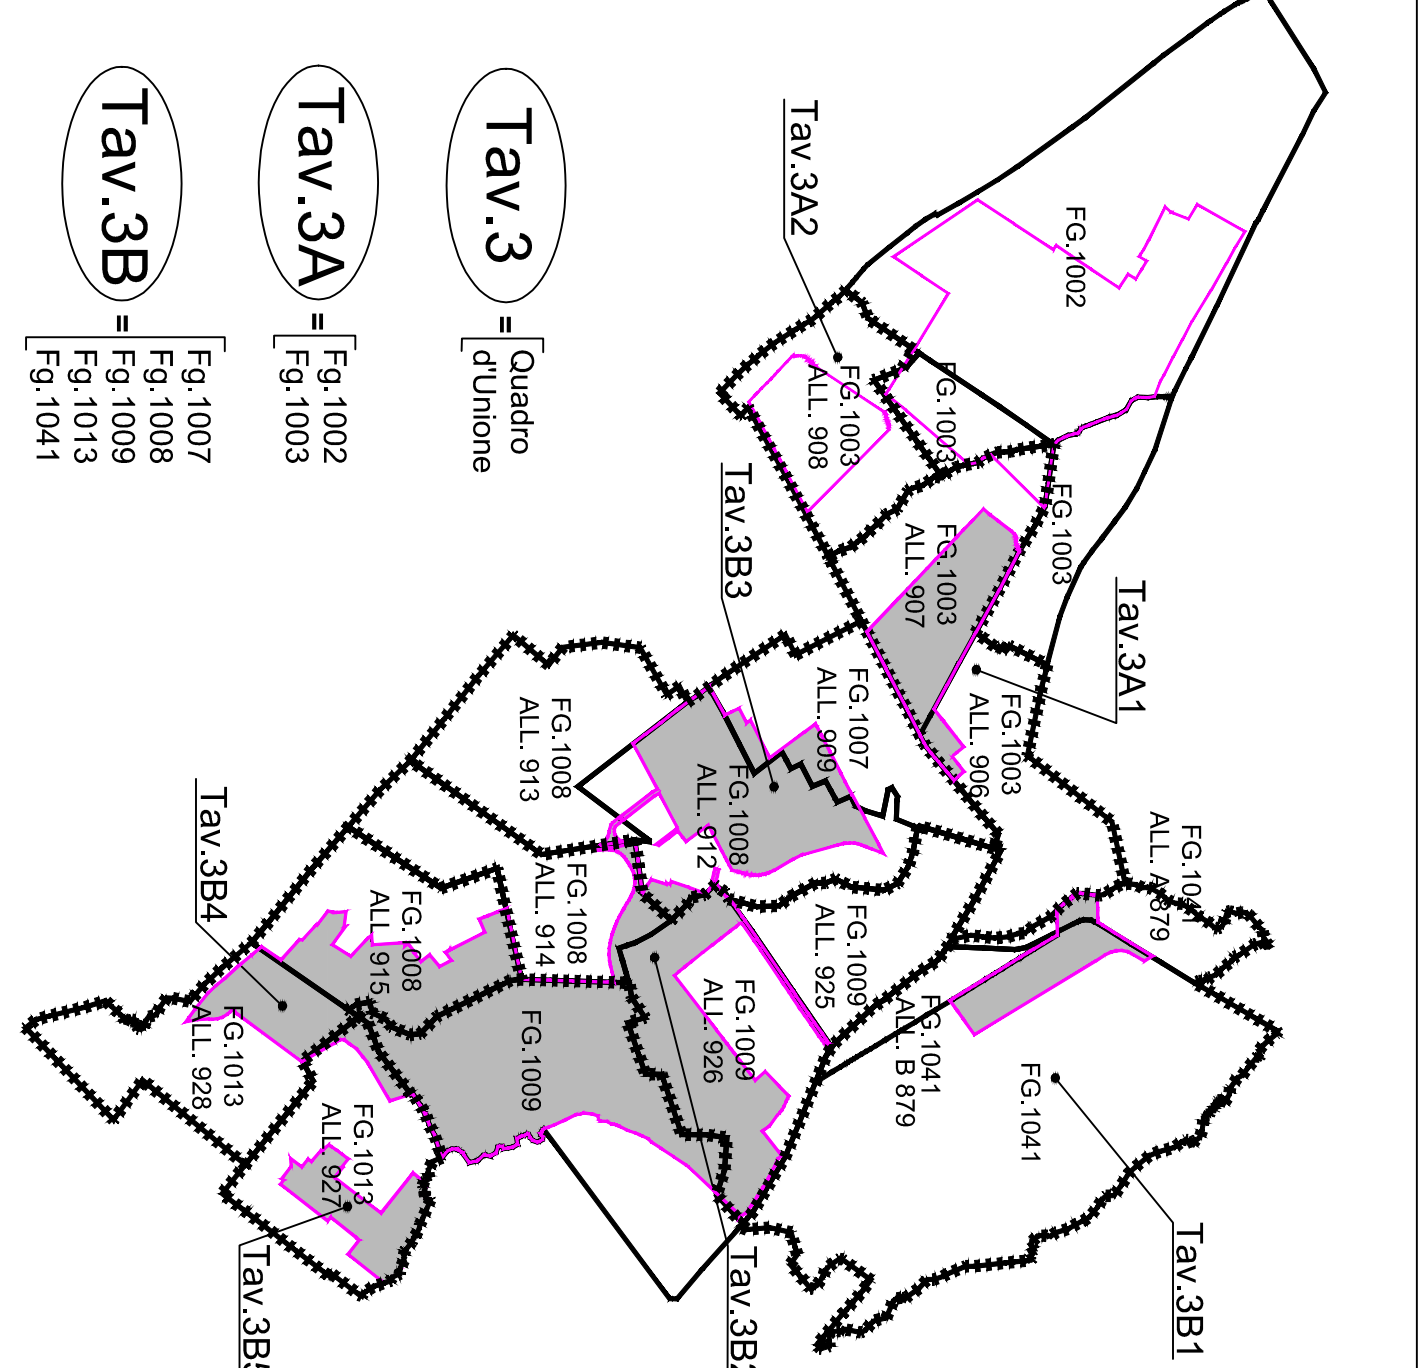 Tav.3
=
Quadro
d'Unione
Tav.3A
=
Fg.1002
Fg.1003
Tav.3B
=
Fg.1007
Fg.1008
Fg.1009
Fg.1013
Fg.1041
Tav.3A2
FG.1002
FG.1003
FG.1003
ALL. 908
FG.1003
Tav.3A1
FG.1003
ALL. 907
FG.1003
ALL. 906
Tav.3B3
FG.1007
ALL. 909
FG.1008
ALL. 912
FG.1008
ALL. 913
FG.1041
ALL. A 879
FG.1009
ALL. 925
FG.1008
ALL. 914
FG.1008
ALL. 915
Tav.3B4
FG.1041
ALL. B 879
FG.1009
ALL. 926
FG.1009
FG.1013
ALL. 928
FG.1041
FG.1013
ALL. 927
Tav.3B1
Tav.3B2
Tav.3B5